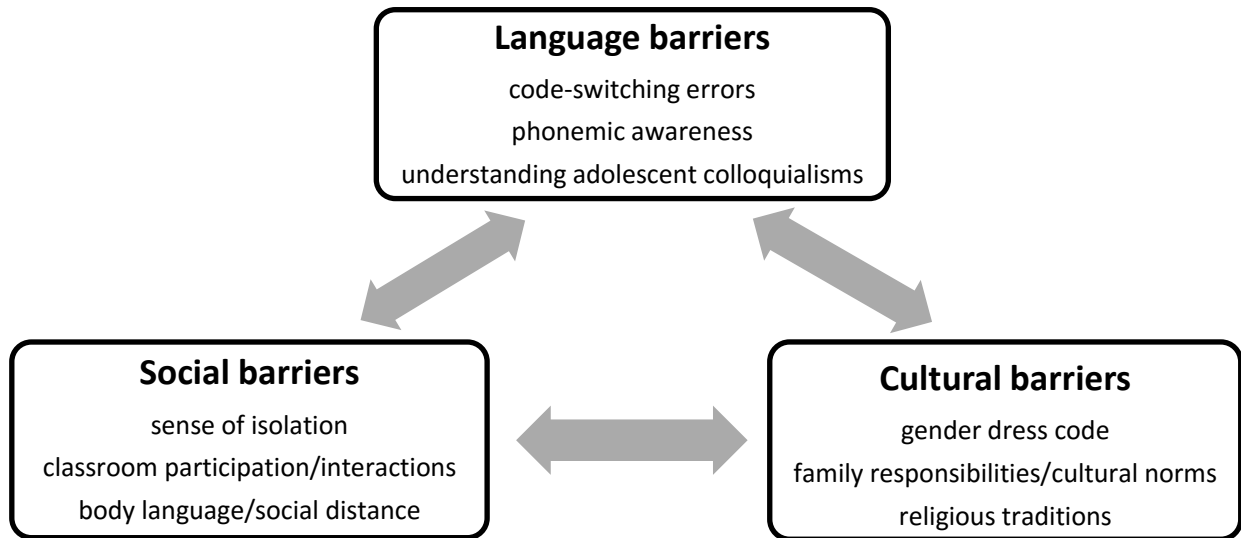 Language barriers
code-switching errors
phonemic awareness
understanding adolescent colloquialisms
Social barriers
sense of isolation
classroom participation/interactions
body language/social distance
Cultural barriers
gender dress code
family responsibilities/cultural norms
religious traditions